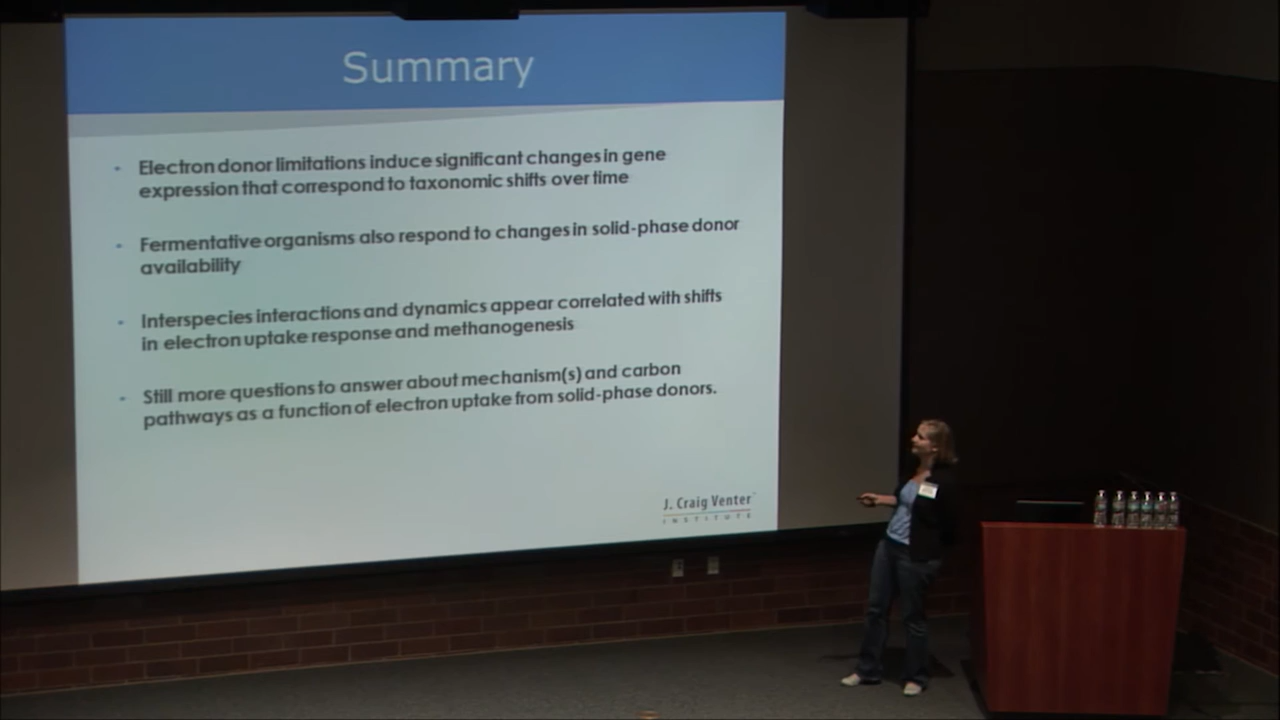 Summary
Electron donor limitations induce significant changes in gene
expression that correspond to taxonomic shifts over time
Fermentative organisms also respond to changes in solid-phase donor
availability
Interspecies interactions and dynamics appear correlated with shifts
in electron uptake response and methanogenesis
Still more questions to answer about mechanism(s) and carbon
pathways as a function of electron uptake from solid-phase donors.
J. Craig Venter
INSTITUTE